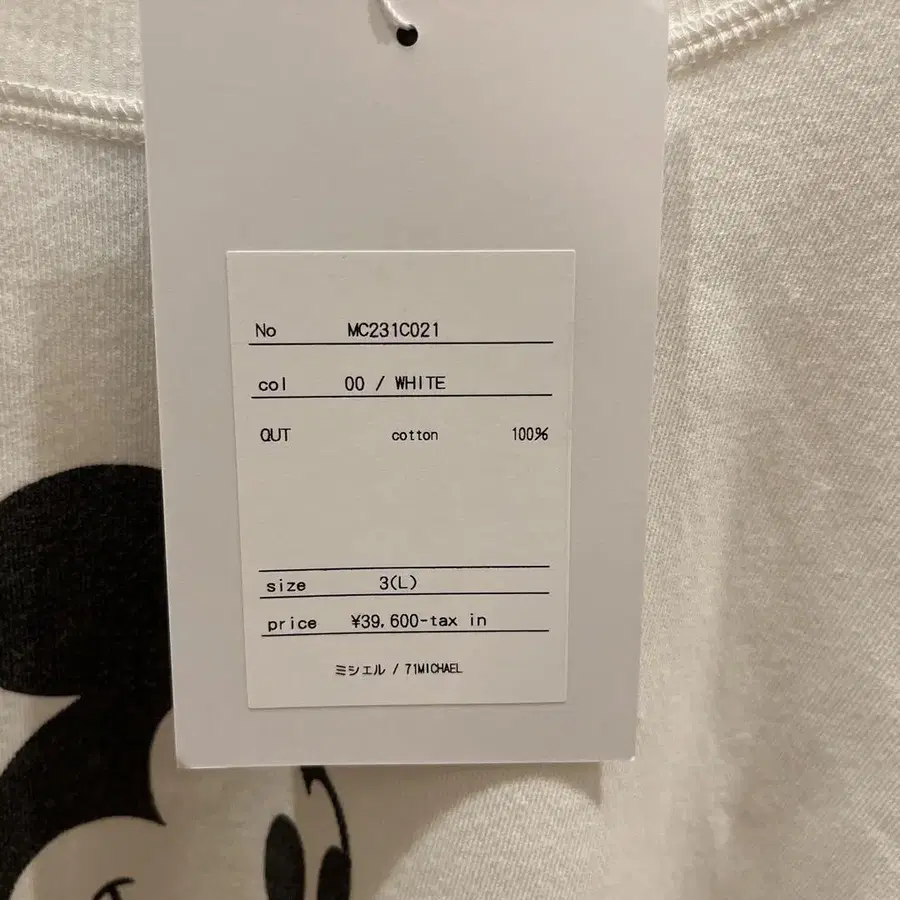 No MC231C021
col 00 / WHITE
OUT cotton 100%
size 3(L)
price ¥39,600-tax in
ミシェル / 71MICHAEL